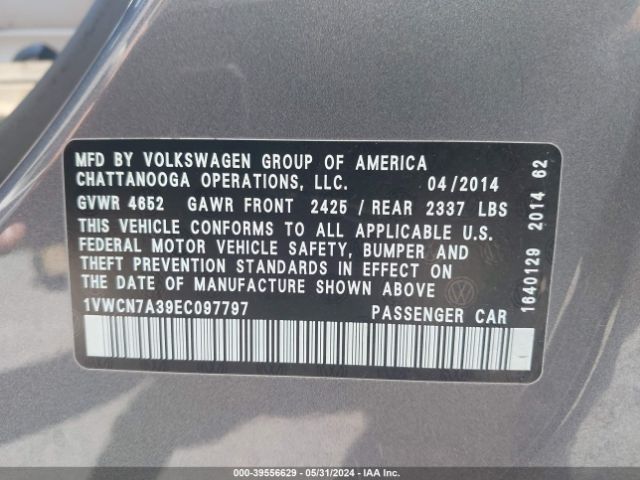 MFD BY VOLKSWAGEN GROUP OF AMERICA
CHATTANOOGA OPERATIONS, LLC. 04/2014
GVWR 4652 GAWR FRONT 2425 / REAR 2337 LBS
THIS VEHICLE CONFORMS TO ALL APPLICABLE U.S.
FEDERAL MOTOR VEHICLE SAFETY, BUMPER AND
THEFT PREVENTION STANDARDS IN EFFECT ON
THE DATE OF MANUFACTURE SHOWN ABOVE
1VWCN7A39EC097797 PASSENGER CAR
1640129 2014 62
000-39556629 • 05/31/2024 • IAA Inc.